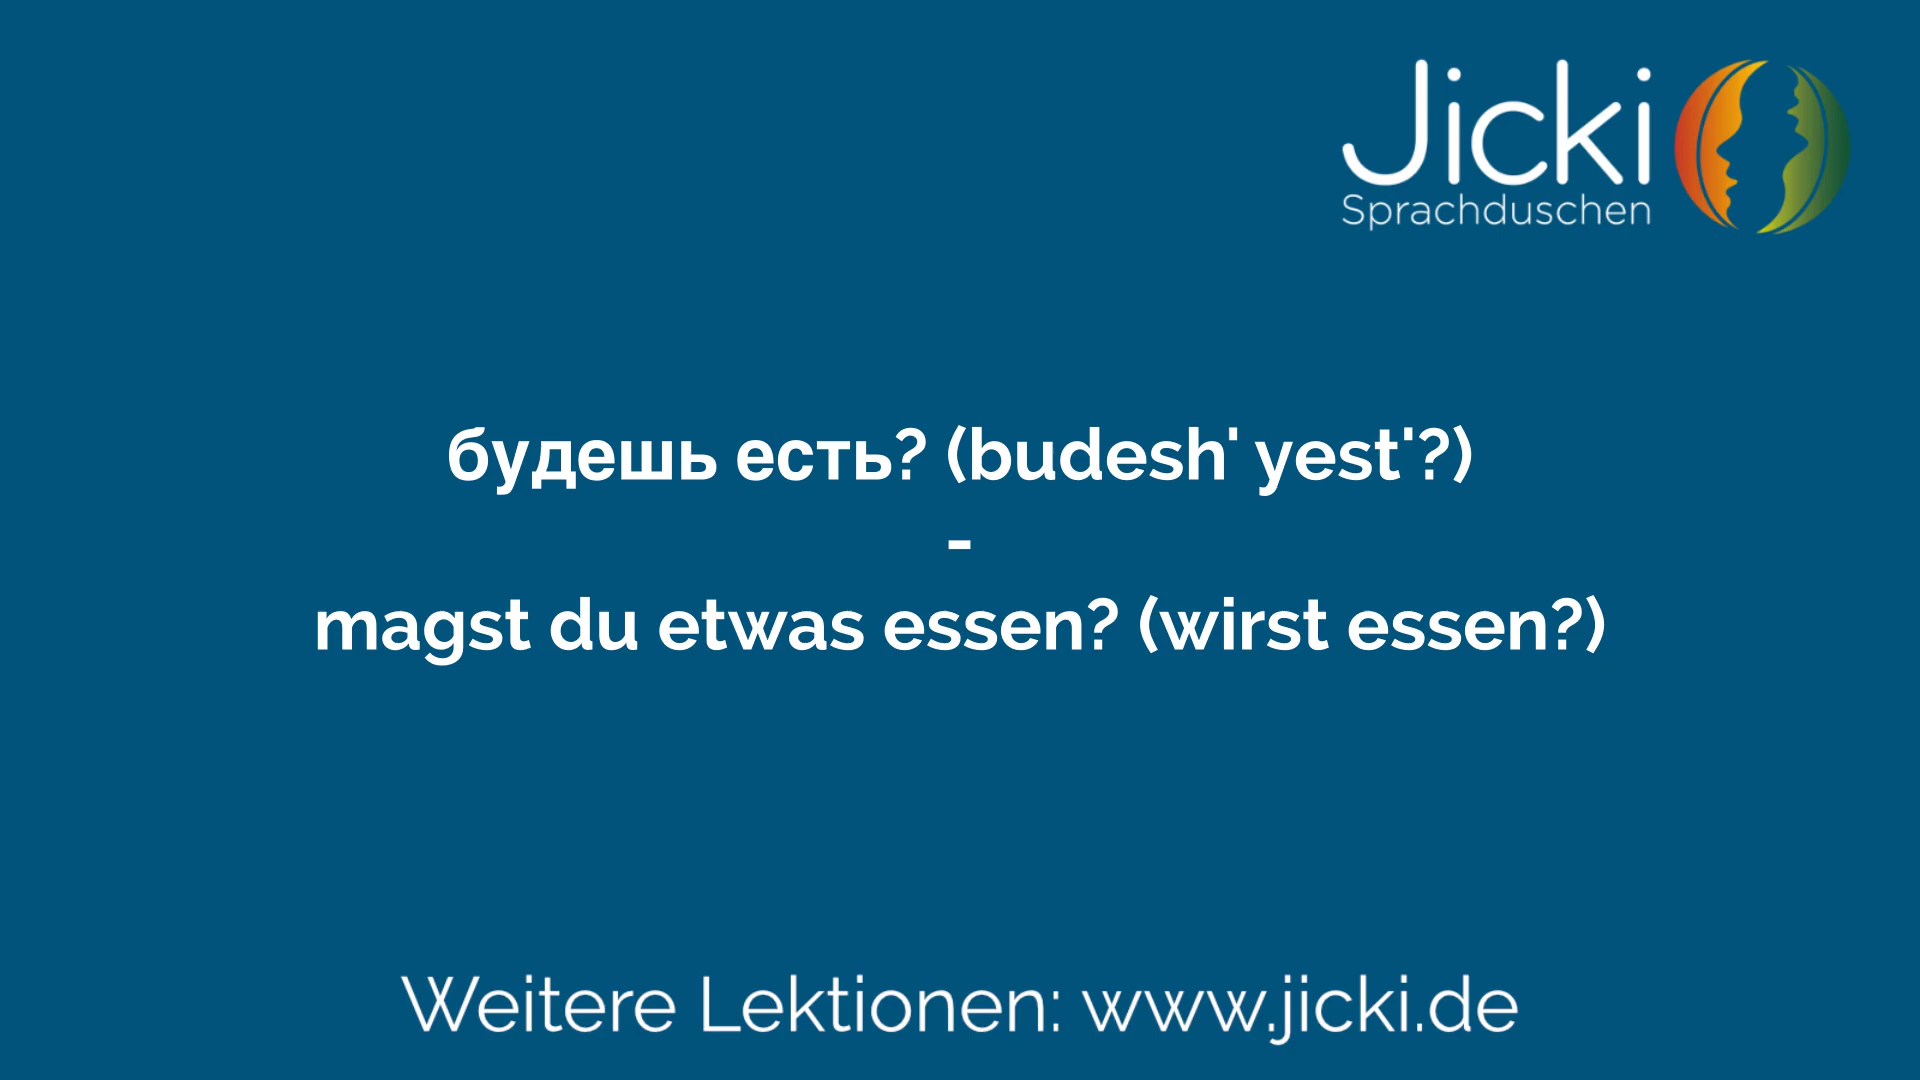 Jicki
Sprachduschen
будешь есть? (budesh' yest'?)
-
magst du etwas essen? (wirst essen?)
Weitere Lektionen: www.jicki.de